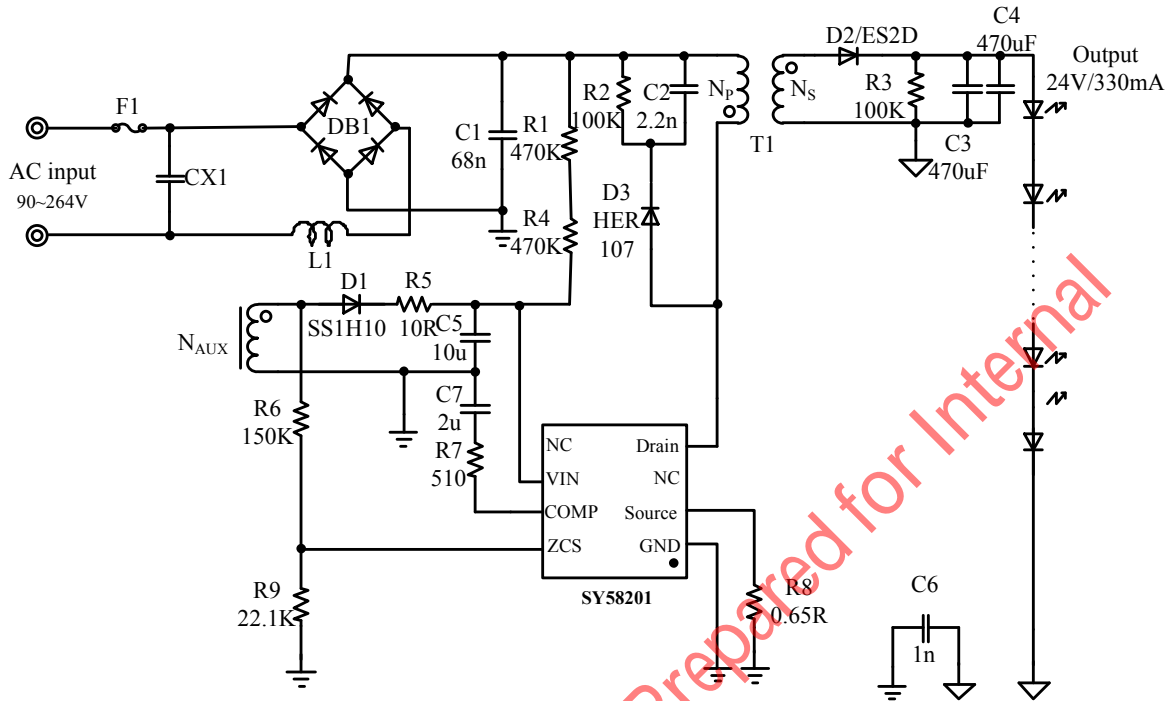 C4
470uF
D2/ES2D
Output
24V/330mA
F1
DB1
R2
100K
C2
2.2n
NP
NS
R3
100K
C1
68n
R1
470K
T1
C3
470uF
AC input
90~264V
CX1
L1
R4
470K
D3
HER
107
D1
SS1H10
R5
10R
C5
10u
NAUX
R6
150K
C7
2u
R7
510
NC
VIN
COMP
ZCS
Drain
NC
Source
GND
SY58201
R9
22.1K
R8
0.65R
C6
1n
Prepared for Internal